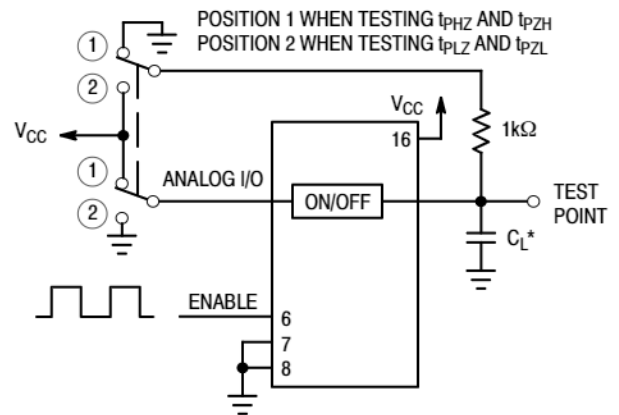 POSITION 1 WHEN TESTING tPHZ AND tPZH
POSITION 2 WHEN TESTING tPLZ AND tPZL
1
2
VCC
1
2
ANALOG I/O
ON/OFF
VCC
16
1kΩ
TEST
POINT
CL*
ENABLE
6
7
8